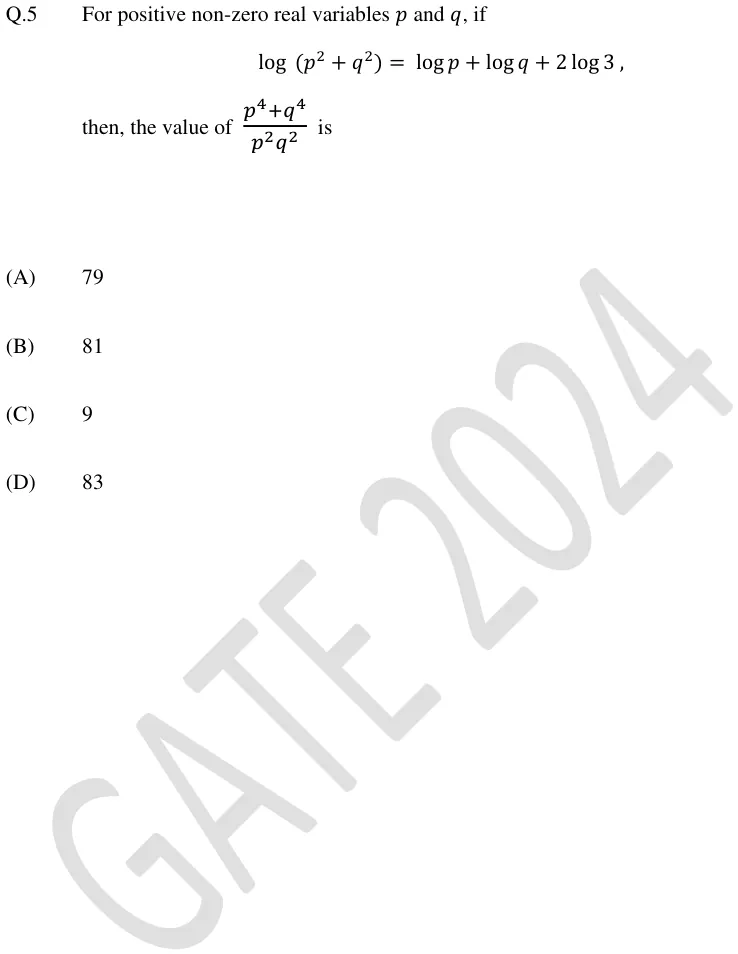 Q.5 For positive non-zero real variables 𝑝 and 𝑞, if
log (𝑝² + 𝑞²) = log 𝑝 + log 𝑞 + 2 log 3 ,
then, the value of (𝑝⁴+𝑞⁴)/(𝑝²𝑞²) is
(A) 79
(B) 81
(C) 9
(D) 83
GATE 2024